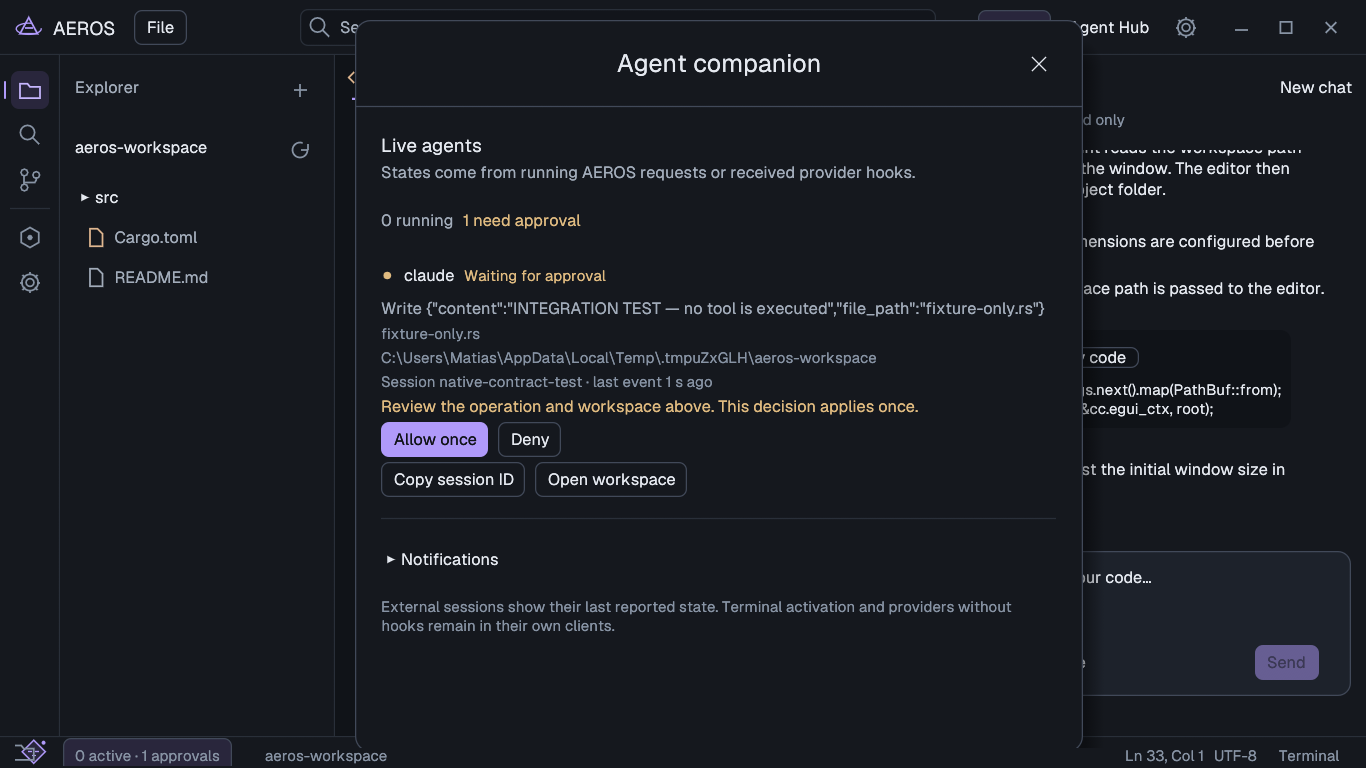 AEROS
File
Agent companion
gent Hub
Explorer
New chat
d only
aeros-workspace
Live agents
the window. The editor then
States come from running AEROS requests or received provider hooks.
ject folder.
src
0 running 1 need approval
Cargo.toml
ensions are configured before
README.md
claude Waiting for approval
ace path is passed to the editor.
Write {"content":"INTEGRATION TEST — no tool is executed","file_path":"fixture-only.rs"}
fixture-only.rs
C:\Users\Matias\AppData\Local\Temp\.tmpuZxGLH\aeros-workspace
code
Session native-contract-test · last event 1 s ago
gs.next().map(PathBuf::from);
Review the operation and workspace above. This decision applies once.
&cc.egui_ctx, root);
Allow once Deny
st the initial window size in
Copy session ID Open workspace
Notifications
ur code…
External sessions show their last reported state. Terminal activation and providers without
hooks remain in their own clients.
Send
0 active · 1 approvals
aeros-workspace
Ln 33, Col 1 UTF-8 Terminal